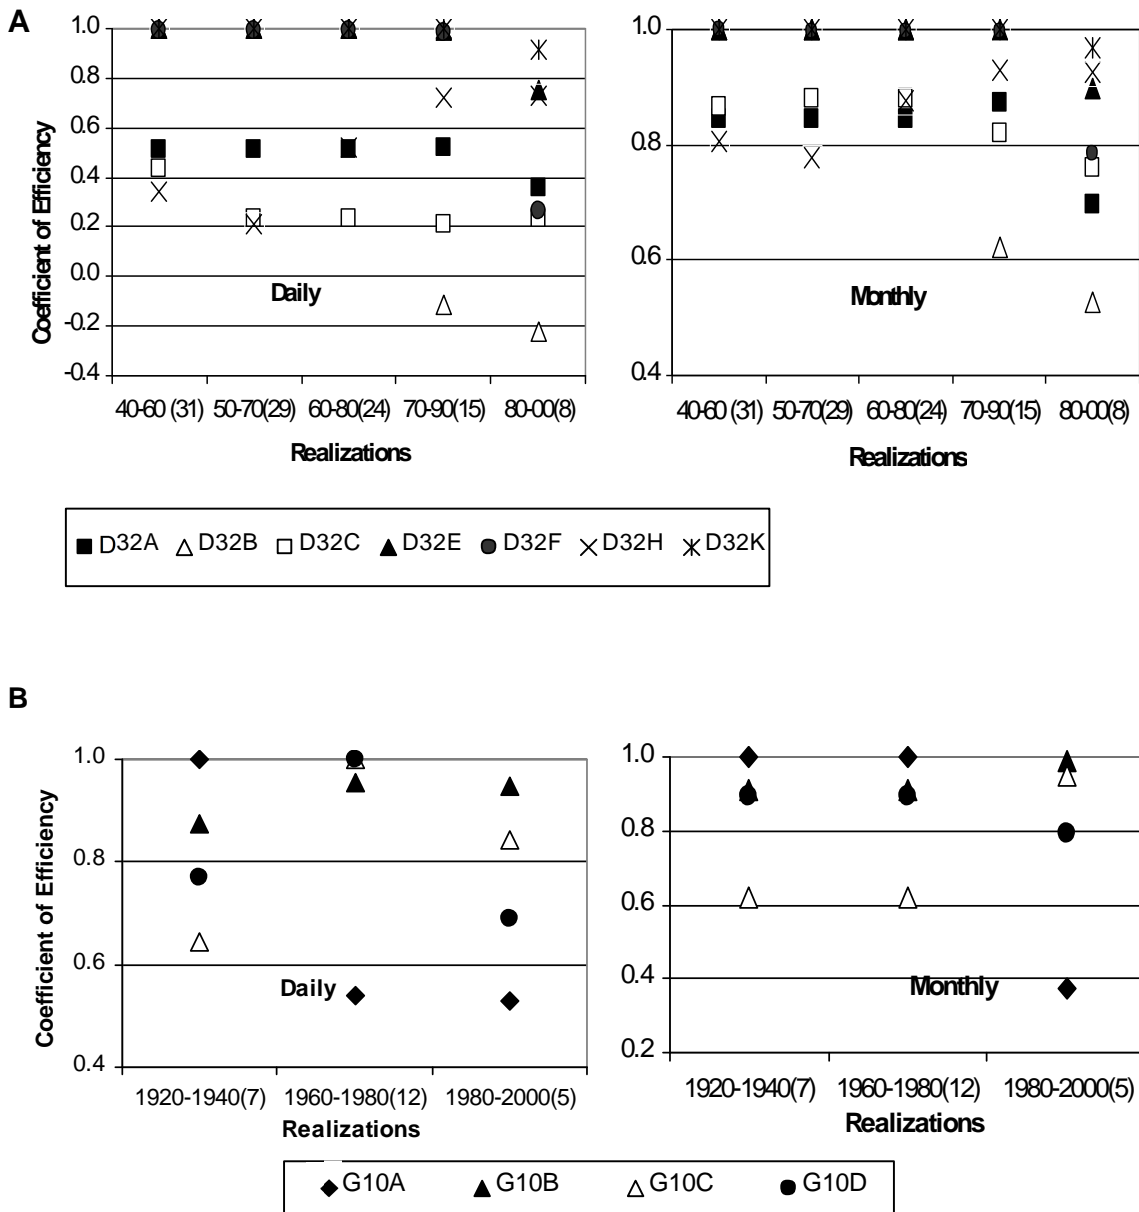 A
1.0
0.8
0.6
0.4
0.2
0.0
-0.2
-0.4
Coefficient of Efficiency
Daily
40-60 (31) 50-70(29) 60-80(24) 70-90(15) 80-00(8)
Realizations
1.0
0.8
0.6
0.4
Monthly
40-60 (31) 50-70(29) 60-80(24) 70-90(15) 80-00(8)
Realizations
D32A D32B D32C D32E D32F D32H D32K
B
1.0
0.8
0.6
0.4
Coefficient of Efficiency
Daily
1920-1940(7) 1960-1980(12) 1980-2000(5)
Realizations
1.0
0.8
0.6
0.4
0.2
Monthly
1920-1940(7) 1960-1980(12) 1980-2000(5)
Realizations
G10A G10B G10C G10D